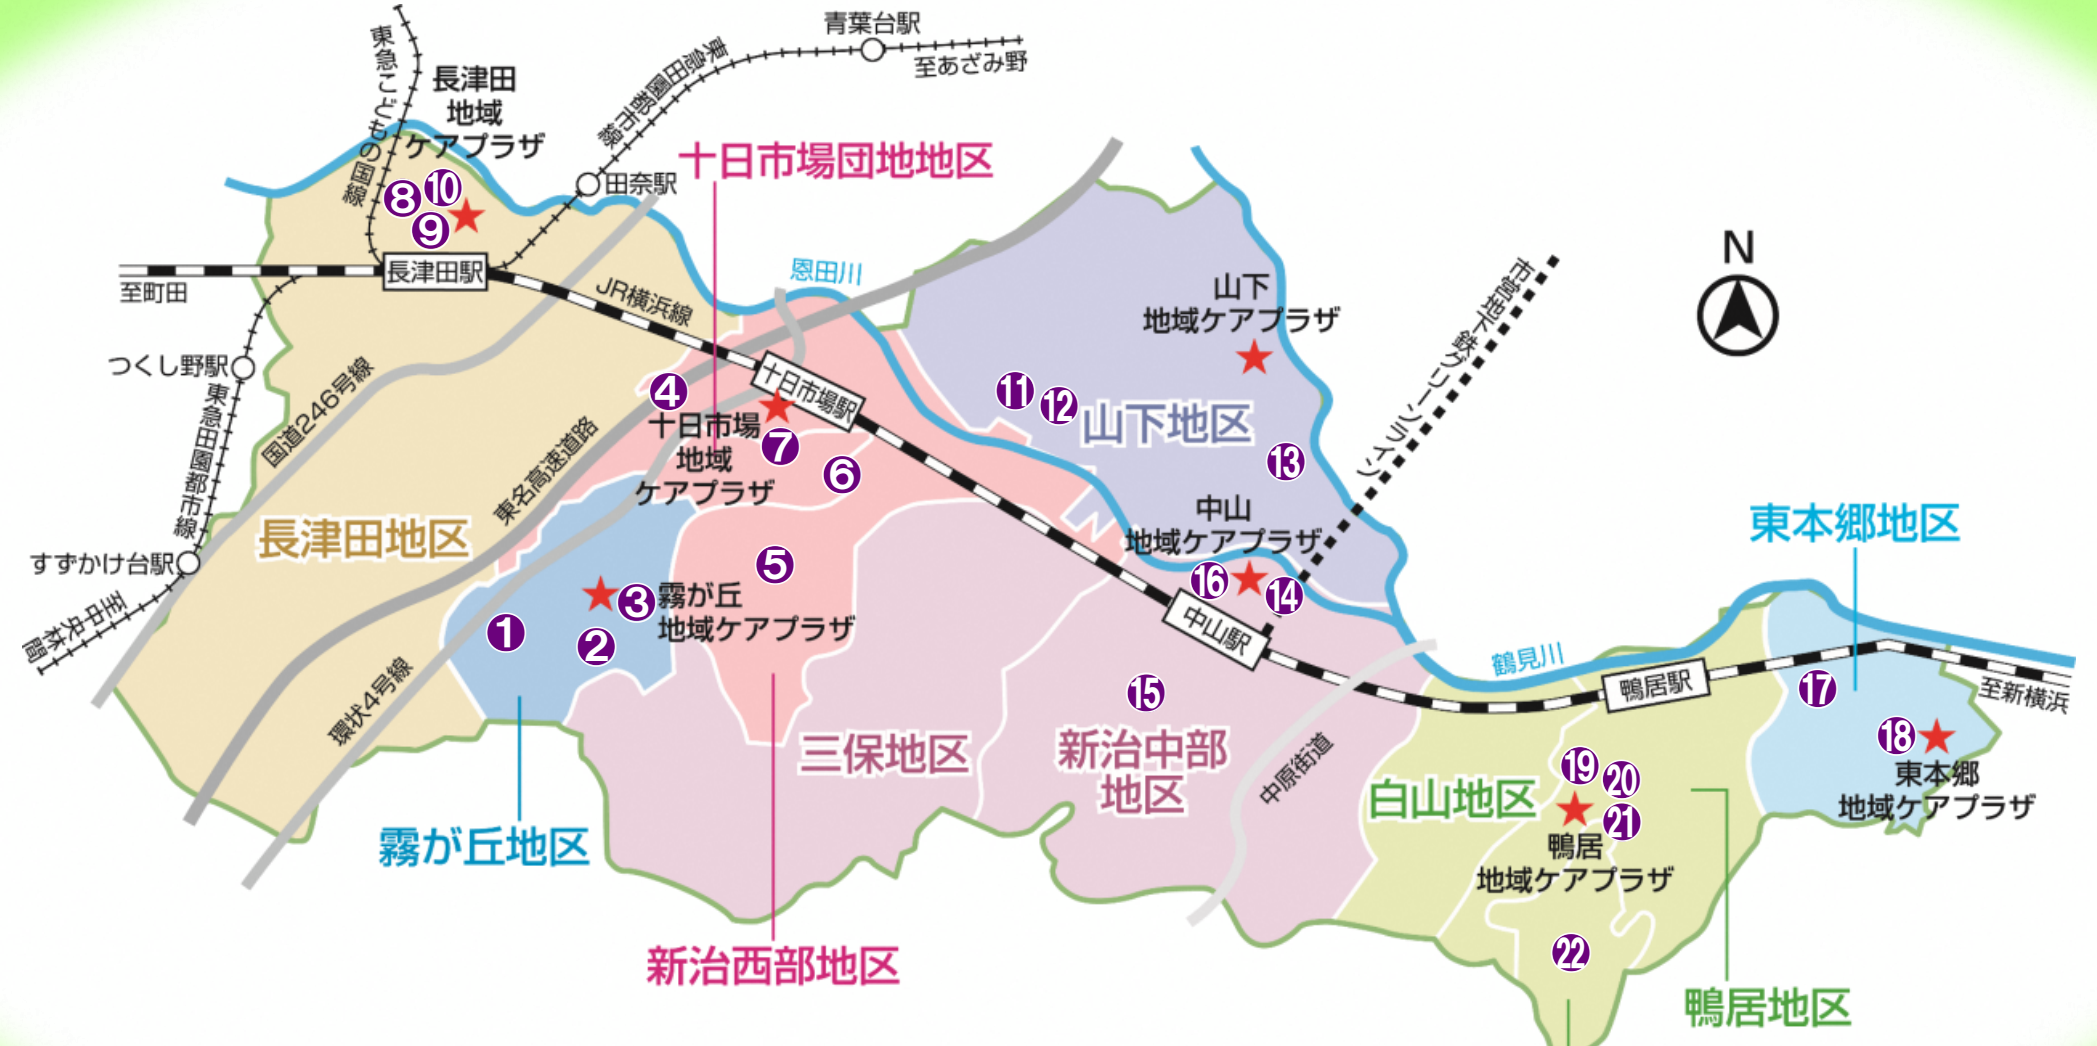 青葉台駅
至あざみ野
東急田園都市線
東急こどもの国線
長津田
地域
ケアプラザ
田奈駅
十日市場団地地区
⑧
⑩
⑨
長津田駅
至町田
JR横浜線
恩田川
N
山下
地域ケアプラザ
市営地下鉄グリーンライン
つくし野駅
東急田園都市線
国道246号線
十日市場駅
④
十日市場
地域
ケアプラザ
⑦
⑥
⑪
⑫
山下地区
⑬
東名高速道路
長津田地区
すずかけ台駅
至中央林間
中山
地域ケアプラザ
⑯
⑭
中山駅
東本郷地区
⑤
①
②
③
霧が丘
地域ケアプラザ
環状4号線
鶴見川
鴨居駅
至新横浜
⑰
⑱
東本郷
地域ケアプラザ
⑮
三保地区
新治中部
地区
中原街道
白山地区
⑲
⑳
㉑
鴨居
地域ケアプラザ
霧が丘地区
新治西部地区
㉒
鴨居地区